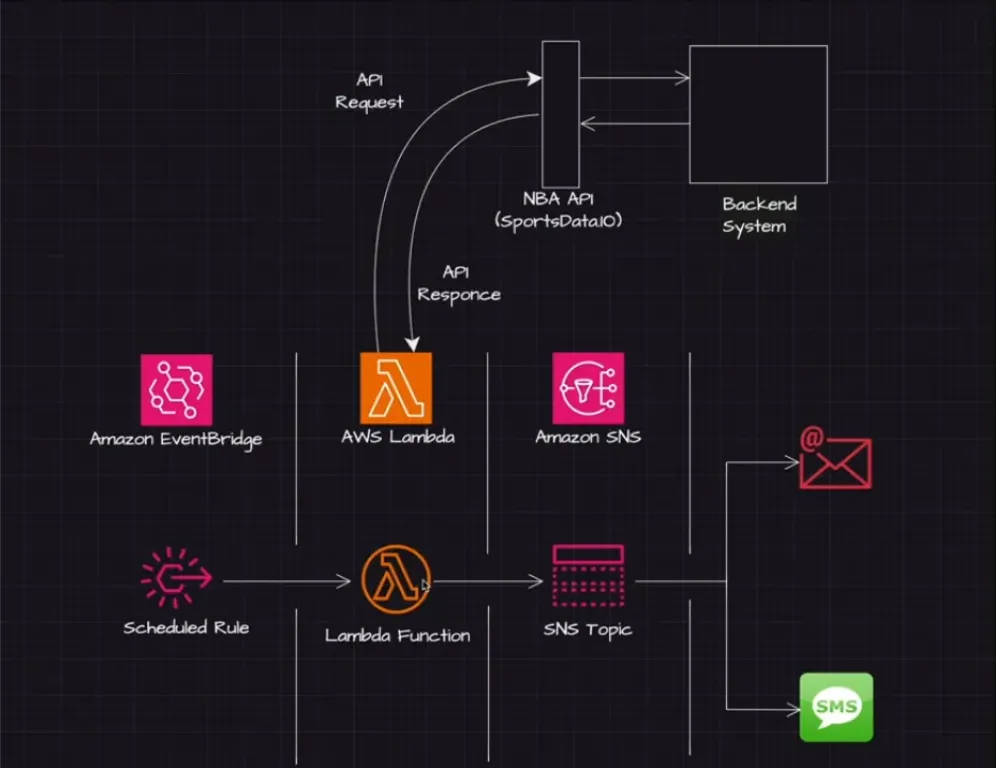 API
Request
NBA API
(SportsData.IO)
Backend
System
API
Responce
Amazon EventBridge
AWS Lambda
Amazon SNS
@
Scheduled Rule
Lambda Function
SNS Topic
SMS